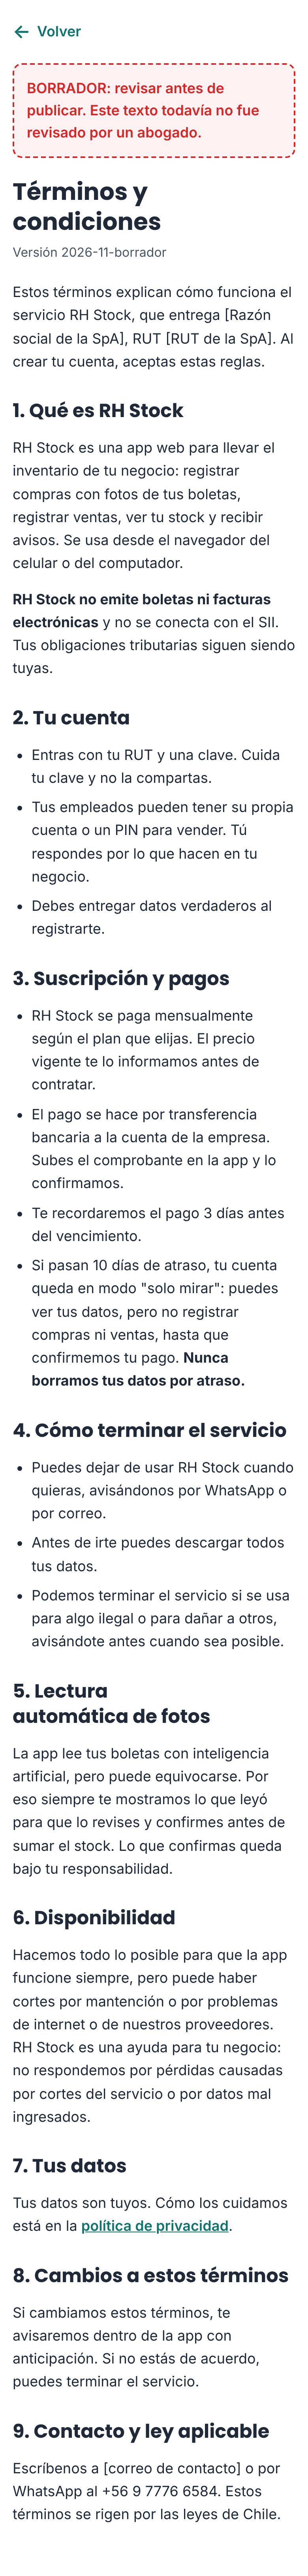 ← Volver
BORRADOR: revisar antes de
publicar. Este texto todavía no fue
revisado por un abogado.
Términos y
condiciones
Versión 2026-11-borrador
Estos términos explican cómo funciona el
servicio RH Stock, que entrega [Razón
social de la SpA], RUT [RUT de la SpA]. Al
crear tu cuenta, aceptas estas reglas.
1. Qué es RH Stock
RH Stock es una app web para llevar el
inventario de tu negocio: registrar
compras con fotos de tus boletas,
registrar ventas, ver tu stock y recibir
avisos. Se usa desde el navegador del
celular o del computador.
RH Stock no emite boletas ni facturas
electrónicas y no se conecta con el SII.
Tus obligaciones tributarias siguen siendo
tuyas.
2. Tu cuenta
• Entras con tu RUT y una clave. Cuida
tu clave y no la compartas.
• Tus empleados pueden tener su propia
cuenta o un PIN para vender. Tú
respondes por lo que hacen en tu
negocio.
• Debes entregar datos verdaderos al
registrarte.
3. Suscripción y pagos
• RH Stock se paga mensualmente
según el plan que elijas. El precio
vigente te lo informamos antes de
contratar.
• El pago se hace por transferencia
bancaria a la cuenta de la empresa.
Subes el comprobante en la app y lo
confirmamos.
• Te recordaremos el pago 3 días antes
del vencimiento.
• Si pasan 10 días de atraso, tu cuenta
queda en modo "solo mirar": puedes
ver tus datos, pero no registrar
compras ni ventas, hasta que
confirmemos tu pago. Nunca
borramos tus datos por atraso.
4. Cómo terminar el servicio
• Puedes dejar de usar RH Stock cuando
quieras, avisándonos por WhatsApp o
por correo.
• Antes de irte puedes descargar todos
tus datos.
• Podemos terminar el servicio si se usa
para algo ilegal o para dañar a otros,
avisándote antes cuando sea posible.
5. Lectura
automática de fotos
La app lee tus boletas con inteligencia
artificial, pero puede equivocarse. Por
eso siempre te mostramos lo que leyó
para que lo revises y confirmes antes de
sumar el stock. Lo que confirmas queda
bajo tu responsabilidad.
6. Disponibilidad
Hacemos todo lo posible para que la app
funcione siempre, pero puede haber
cortes por mantención o por problemas
de internet o de nuestros proveedores.
RH Stock es una ayuda para tu negocio:
no respondemos por pérdidas causadas
por cortes del servicio o por datos mal
ingresados.
7. Tus datos
Tus datos son tuyos. Cómo los cuidamos
está en la política de privacidad.
8. Cambios a estos términos
Si cambiamos estos términos, te
avisaremos dentro de la app con
anticipación. Si no estás de acuerdo,
puedes terminar el servicio.
9. Contacto y ley aplicable
Escríbenos a [correo de contacto] o por
WhatsApp al +56 9 7776 6584. Estos
términos se rigen por las leyes de Chile.